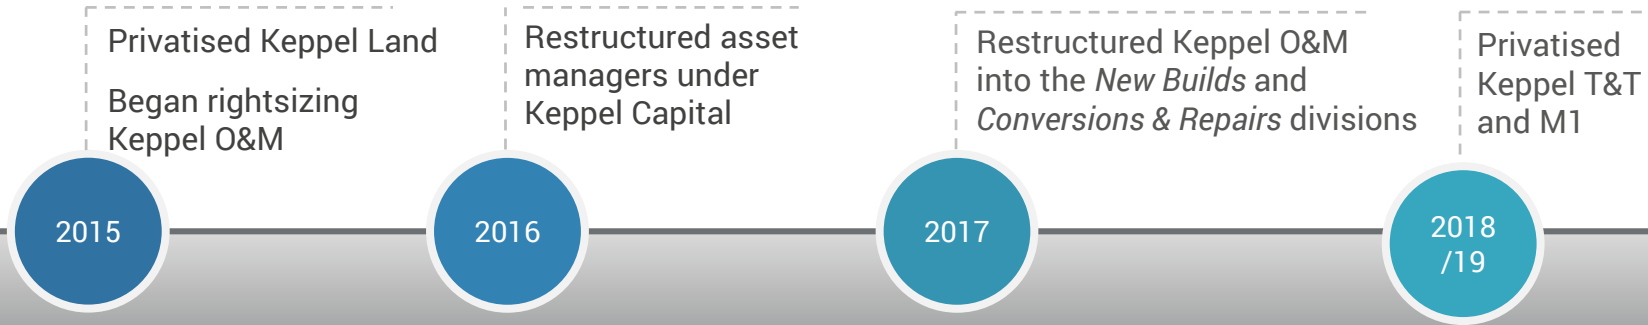 Privatised Keppel Land
Began rightsizing
Keppel O&M
2015
Restructured asset
managers under
Keppel Capital
2016
Restructured Keppel O&M
into the New Builds and
Conversions & Repairs divisions
2017
Privatised
Keppel T&T
and M1
2018
/19